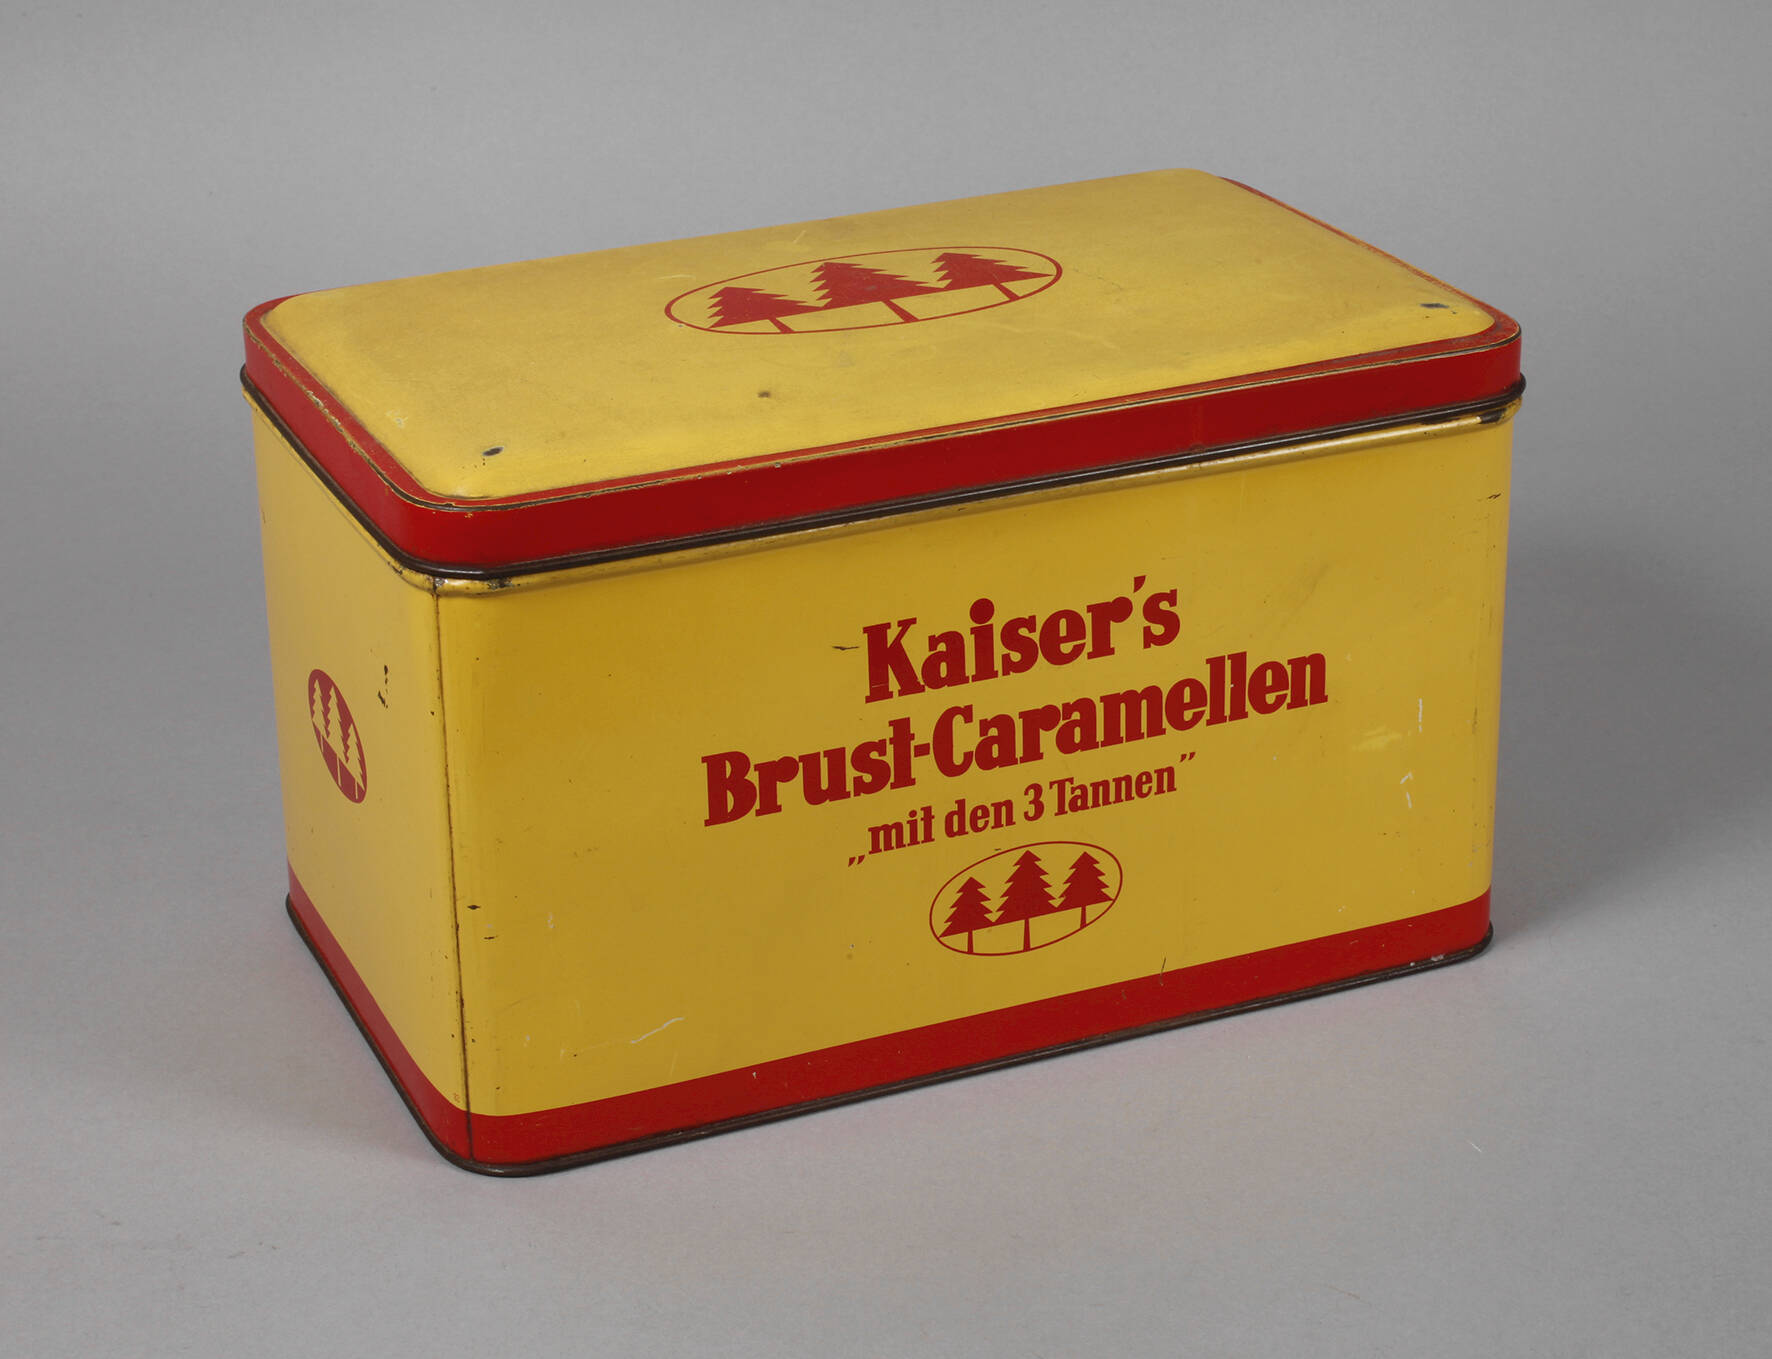 Kaiser's
Brust-Caramellen
„mit den 3 Tannen”